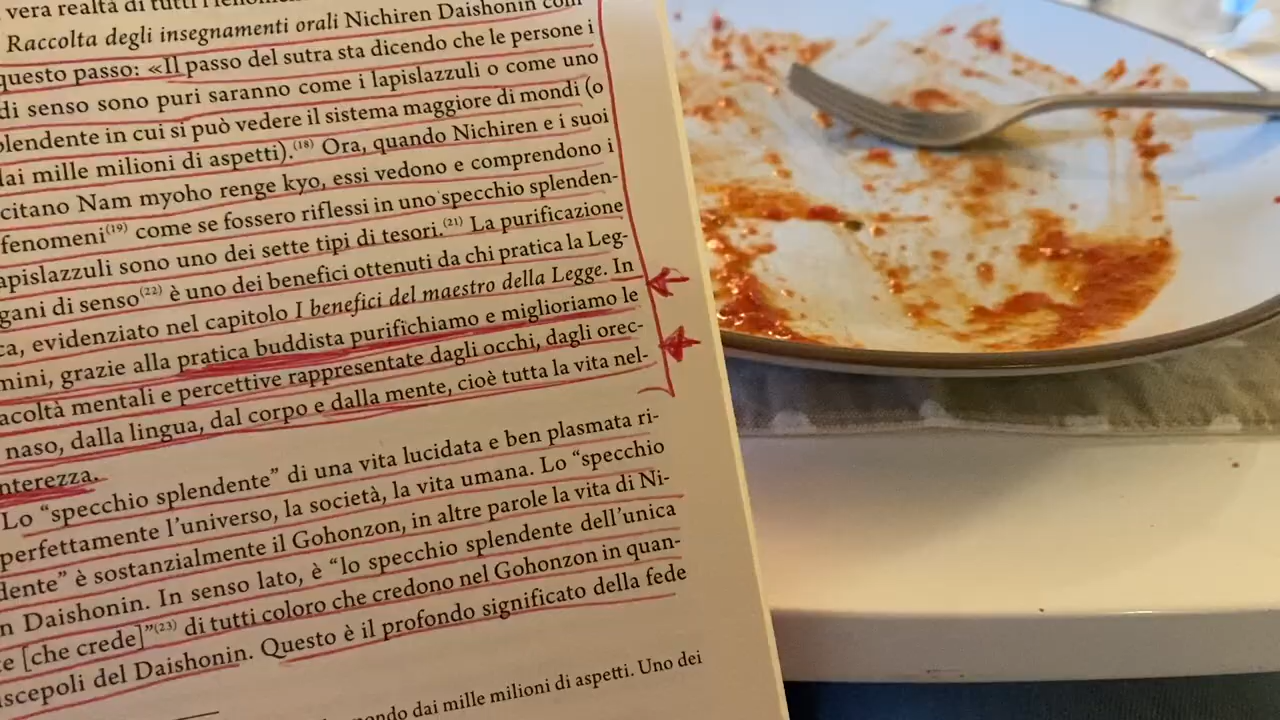 vera realtà di tutti i
Raccolta degli insegnamenti orali Nichiren Daishonin
questo passo: «Il passo del sutra sta dicendo che le persone i
di senso sono puri saranno come i lapislazzuli o come uno
plendente in cui si può vedere il sistema maggiore di mondi (o
dai mille milioni di aspetti).(18) Ora, quando Nichiren e i suoi
citano Nam myoho renge kyo, essi vedono e comprendono i
fenomeni(19) come se fossero riflessi in uno specchio splenden-
apislazzuli sono uno dei sette tipi di tesori.(21) La purificazione
gani di senso(22) è uno dei benefici ottenuti da chi pratica la Leg-
ca, evidenziato nel capitolo I benefici del maestro della Legge. In
mini, grazie alla pratica buddista purifichiamo e miglioriamo le
acoltà mentali e percettive rappresentate dagli occhi, dagli orec-
naso, dalla lingua, dal corpo e dalla mente, cioè tutta la vita nel-
nterezza.
Lo “specchio splendente” di una vita lucidata e ben plasmata ri-
perfettamente l’universo, la società, la vita umana. Lo “specchio
dente” è sostanzialmente il Gohonzon, in altre parole la vita di Ni-
n Daishonin. In senso lato, è “lo specchio splendente dell’unica
te [che crede]”(23) di tutti coloro che credono nel Gohonzon in quan-
scepoli del Daishonin. Questo è il profondo significato della fede
mondo dai mille milioni di aspetti. Uno dei